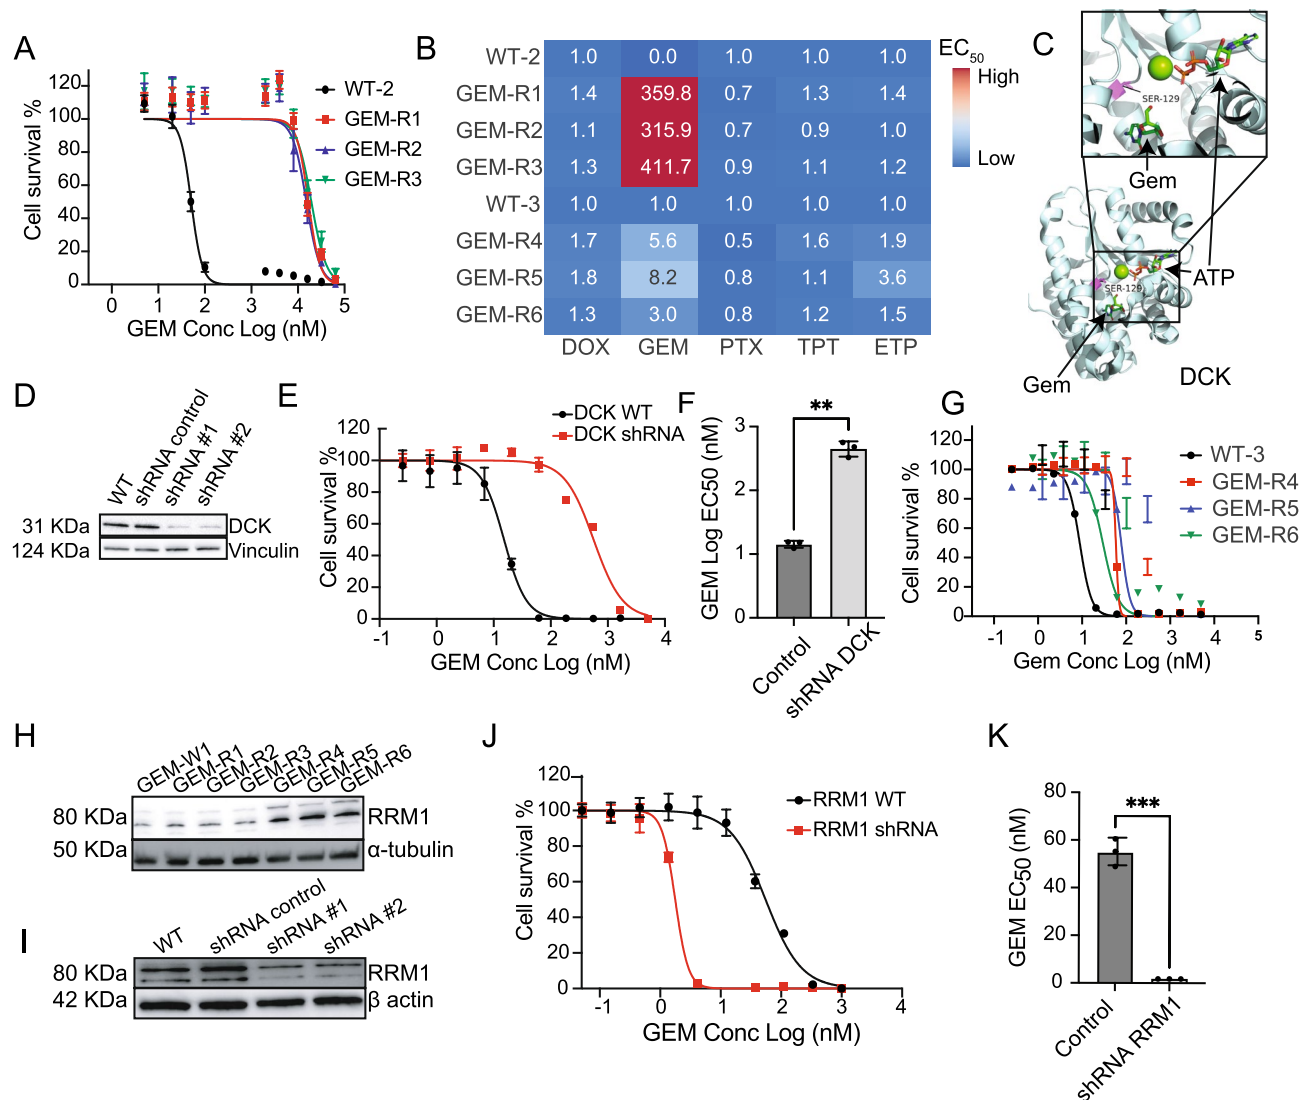 A
Cell survival %
120
100
80
60
40
20
0
0 1 2 3 4 5
GEM Conc Log (nM)
WT-2
GEM-R1
GEM-R2
GEM-R3
B
WT-2 1.0 0.0 1.0 1.0 1.0
GEM-R1 1.4 359.8 0.7 1.3 1.4
GEM-R2 1.1 315.9 0.7 0.9 1.0
GEM-R3 1.3 411.7 0.9 1.1 1.2
WT-3 1.0 1.0 1.0 1.0 1.0
GEM-R4 1.7 5.6 0.5 1.6 1.9
GEM-R5 1.8 8.2 0.8 1.1 3.6
GEM-R6 1.3 3.0 0.8 1.2 1.5
DOX GEM PTX TPT ETP
EC50
High
Low
C
SER-129
Gem
ATP
SER-129
Gem
DCK
D
WT
shRNA control
shRNA #1
shRNA #2
31 KDa DCK
124 KDa Vinculin
E
Cell survival %
120
100
80
60
40
20
0
-1 0 1 2 3 4
GEM Conc Log (nM)
DCK WT
DCK shRNA
F
GEM Log EC50 (nM)
3
2
1
0
**
Control
shRNA DCK
G
Cell survival %
120
100
80
60
40
20
0
-1 0 1 2 3 4 5
Gem Conc Log (nM)
WT-3
GEM-R4
GEM-R5
GEM-R6
H
GEM-W1
GEM-R1
GEM-R2
GEM-R3
GEM-R4
GEM-R5
GEM-R6
80 KDa RRM1
50 KDa α-tubulin
I
WT
shRNA control
shRNA #1
shRNA #2
80 KDa RRM1
42 KDa β actin
J
Cell survival %
120
100
80
60
40
20
0
-1 0 1 2 3 4
GEM Conc Log (nM)
RRM1 WT
RRM1 shRNA
K
GEM EC50 (nM)
80
60
40
20
0
***
Control
shRNA RRM1